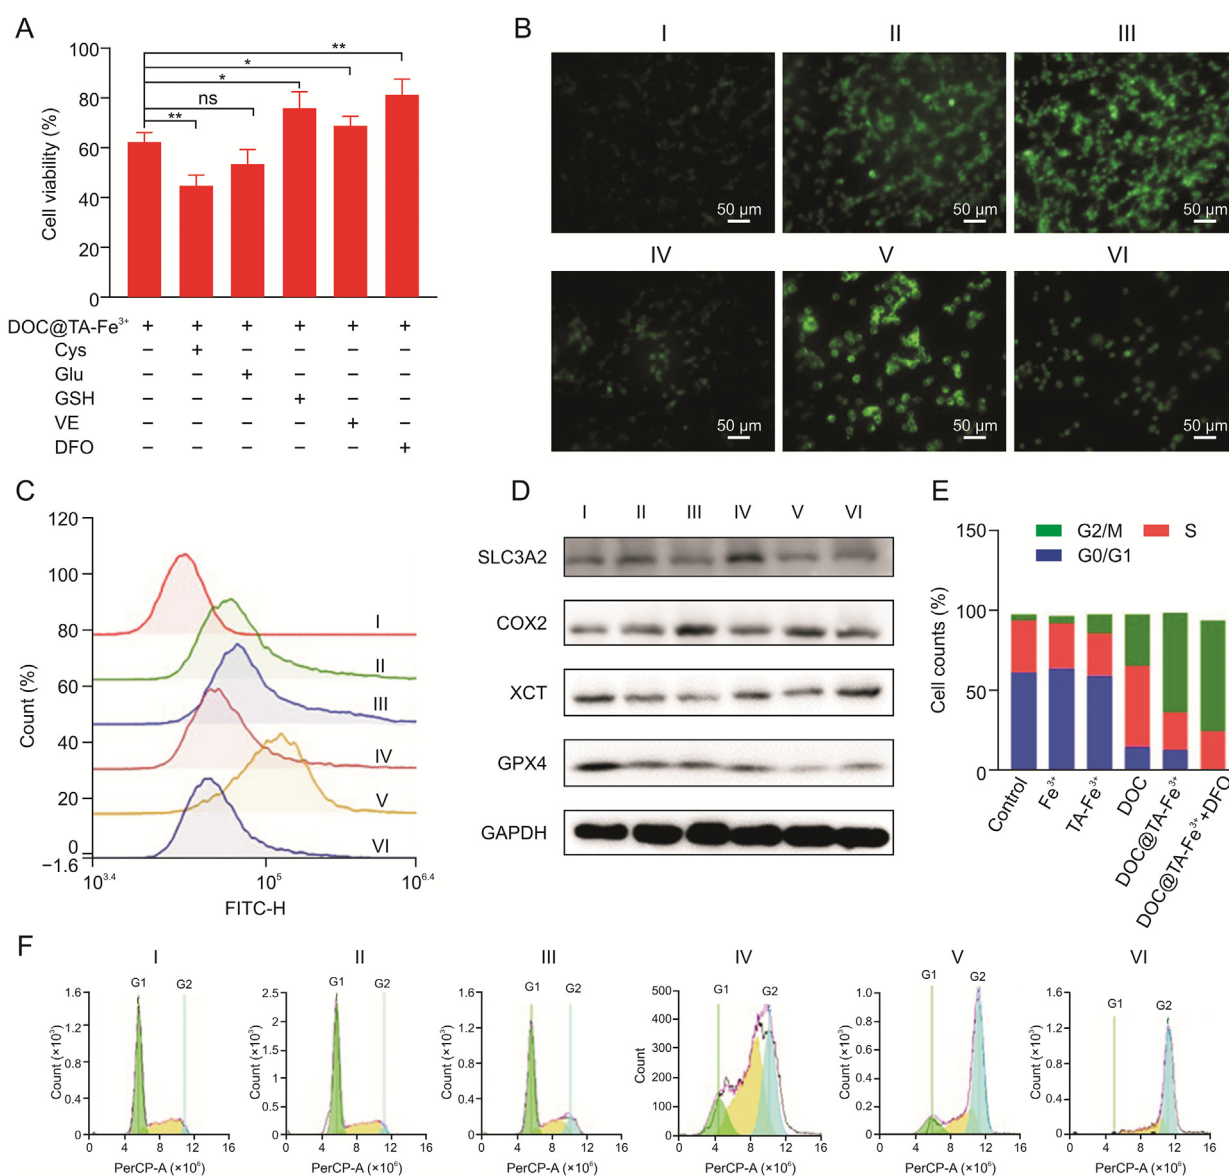 A
Cell viability (%)
100
80
60
40
20
0
**
*
*
ns
**
DOC@TA-Fe³⁺ + + + + + +
Cys − + − − − −
Glu − − + − − −
GSH − − − + − −
VE − − − − + −
DFO − − − − − +
B
I II III
50 µm 50 µm 50 µm
IV V VI
50 µm 50 µm 50 µm
C
Count (%)
120
100
80
60
40
20
0
−1.6
I
II
III
IV
V
VI
10³·⁴ 10⁵ 10⁶·⁴
FITC-H
D
I II III IV V VI
SLC3A2
COX2
XCT
GPX4
GAPDH
E
Cell counts (%)
150
100
50
0
G2/M S
G0/G1
Control Fe³⁺ TA-Fe³⁺ DOC DOC@TA-Fe³⁺ DOC@TA-Fe³⁺+DFO
F
I
G1 G2
Count (×10³)
1.6
1.2
0.8
0.4
0
0 4 8 12 16
PerCP-A (×10⁶)
II
G1 G2
Count (×10³)
2.5
2
1.5
1
0.5
0
0 4 8 12 16
PerCP-A (×10⁶)
III
G1 G2
Count (×10³)
1.6
1.2
0.8
0.4
0
0 4 8 12 16
PerCP-A (×10⁶)
IV
G1 G2
Count
500
400
300
200
100
0
0 4 8 12 16
PerCP-A (×10⁶)
V
G1 G2
Count (×10³)
1.0
0.8
0.6
0.4
0.2
0
0 4 8 12 16
PerCP-A (×10⁶)
VI
G1 G2
Count (×10³)
1.6
1.2
0.8
0.4
0
0 4 8 12 16
PerCP-A (×10⁶)